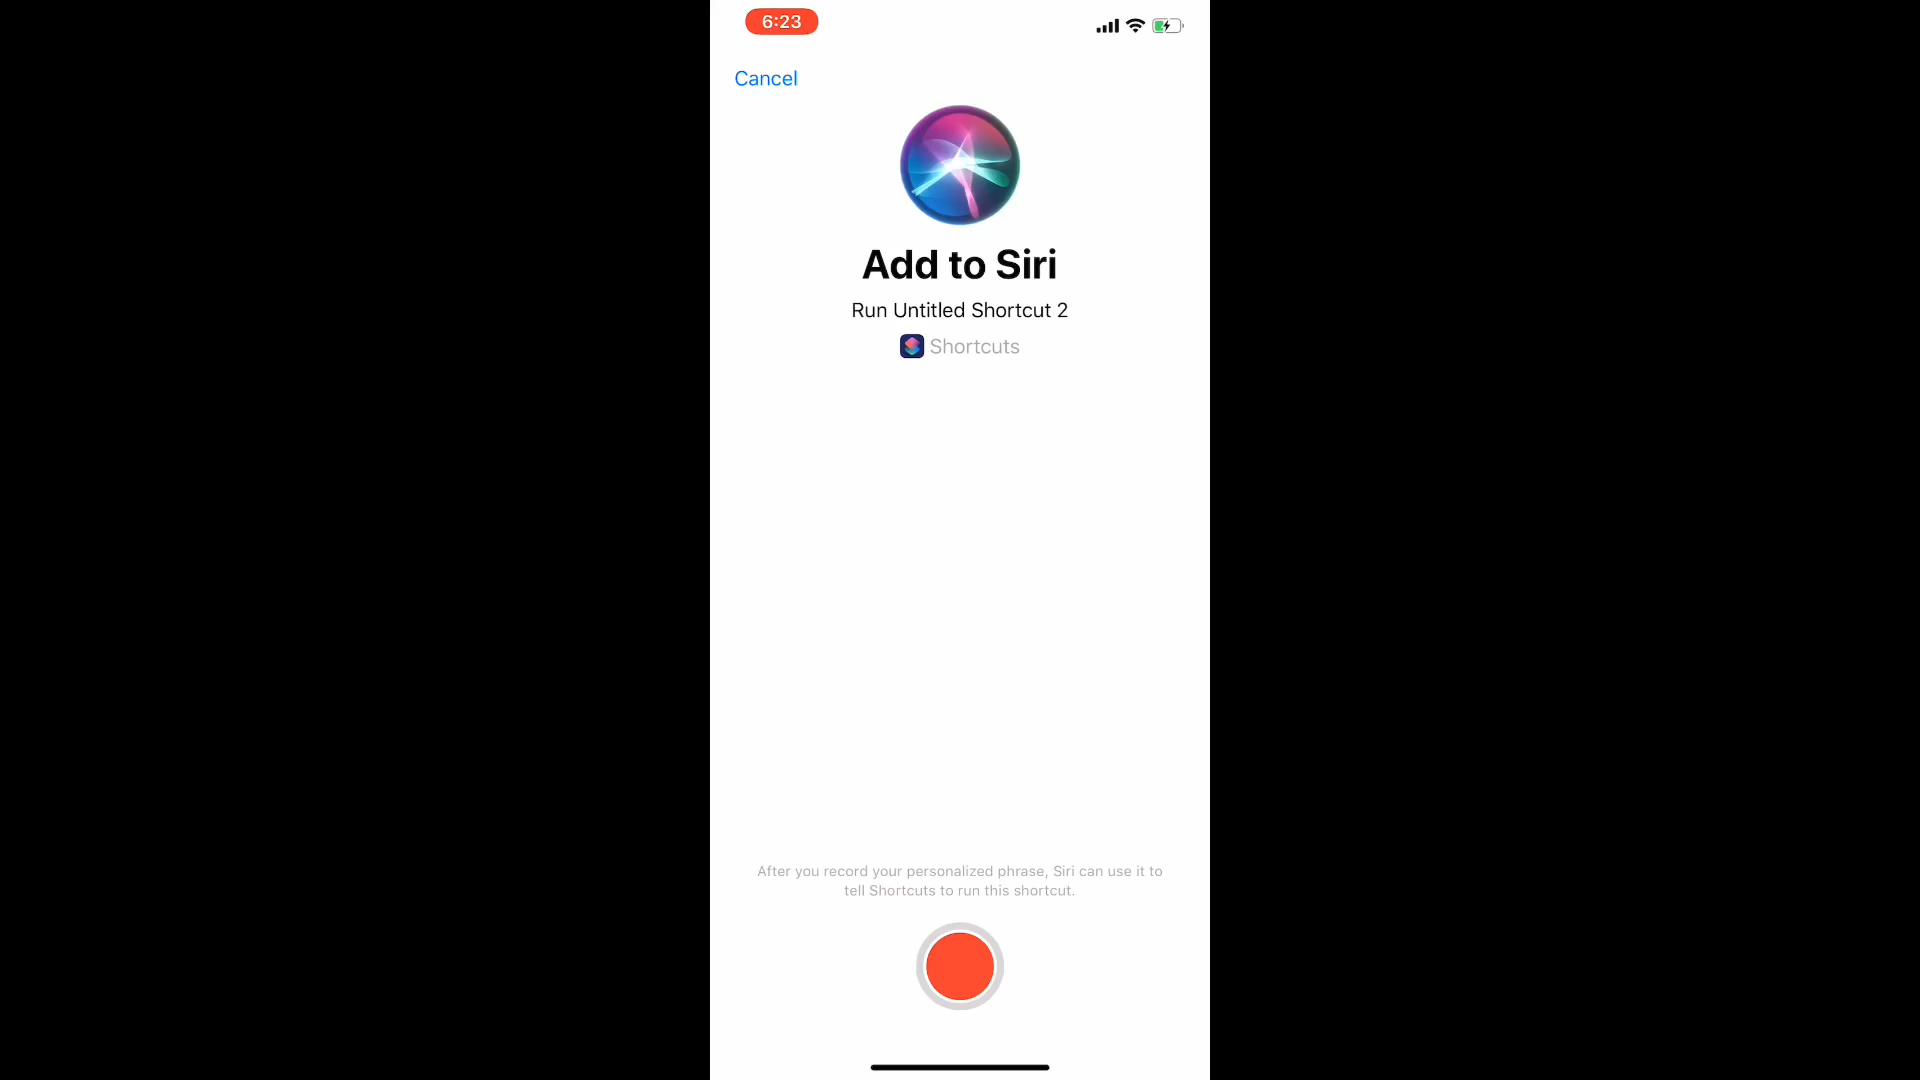 6:23
Cancel
Add to Siri
Run Untitled Shortcut 2
Shortcuts
After you record your personalized phrase, Siri can use it to
tell Shortcuts to run this shortcut.